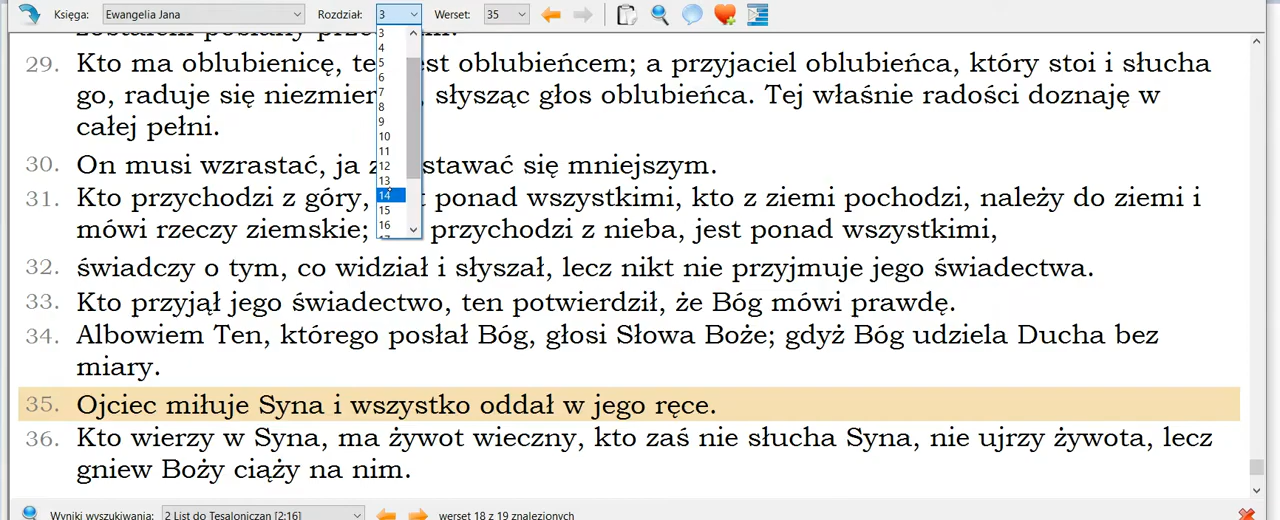 Księga: Ewangelia Jana Rozdział: 3 Werset: 35
29. Kto ma oblubienicę, te est oblubieńcem; a przyjaciel oblubieńca, który stoi i słucha
go, raduje się niezmier , słysząc głos oblubieńca. Tej właśnie radości doznaję w
całej pełni.
30. On musi wzrastać, ja z stawać się mniejszym.
31. Kto przychodzi z góry, t ponad wszystkimi, kto z ziemi pochodzi, należy do ziemi i
mówi rzeczy ziemskie; przychodzi z nieba, jest ponad wszystkimi,
32. świadczy o tym, co widział i słyszał, lecz nikt nie przyjmuje jego świadectwa.
33. Kto przyjął jego świadectwo, ten potwierdził, że Bóg mówi prawdę.
34. Albowiem Ten, którego posłał Bóg, głosi Słowa Boże; gdyż Bóg udziela Ducha bez
miary.
35. Ojciec miłuje Syna i wszystko oddał w jego ręce.
36. Kto wierzy w Syna, ma żywot wieczny, kto zaś nie słucha Syna, nie ujrzy żywota, lecz
gniew Boży ciąży na nim.
3
4
5
6
7
8
9
10
11
12
13
14
15
16
Wyniki wyszukiwania: 2 List do Tesaloniczan [2:16] werset 18 z 19 znalezionych